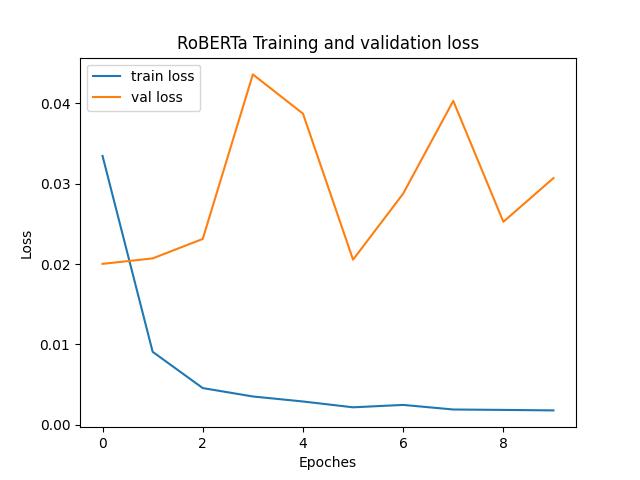 RoBERTa Training and validation loss
train loss
val loss
0.04
0.03
0.02
0.01
0.00
Loss
0 2 4 6 8
Epoches